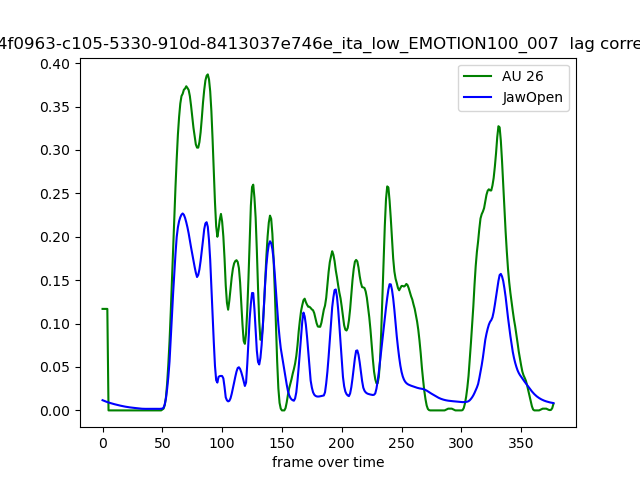 4f0963-c105-5330-910d-8413037e746e_ita_low_EMOTION100_007 lag corre
AU 26
JawOpen
0.40
0.35
0.30
0.25
0.20
0.15
0.10
0.05
0.00
0 50 100 150 200 250 300 350
frame over time